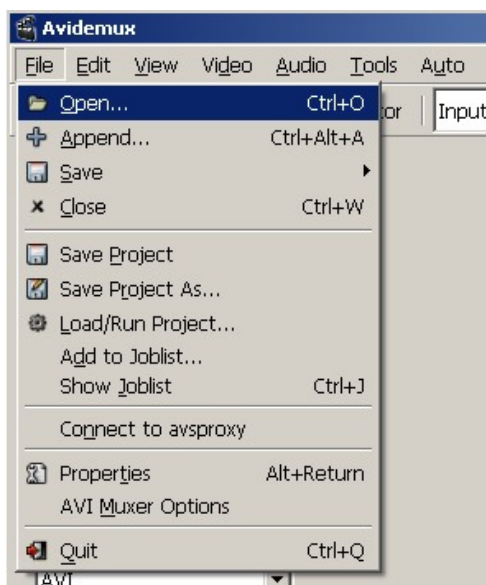 Avidemux
File Edit View Video Audio Tools Auto
Open... Ctrl+O
Input
Append... Ctrl+Alt+A
Save
Close Ctrl+W
Save Project
Save Project As...
Load/Run Project...
Add to Joblist...
Show Joblist Ctrl+J
Connect to avsproxy
Properties Alt+Return
AVI Muxer Options
Quit Ctrl+Q
AVI